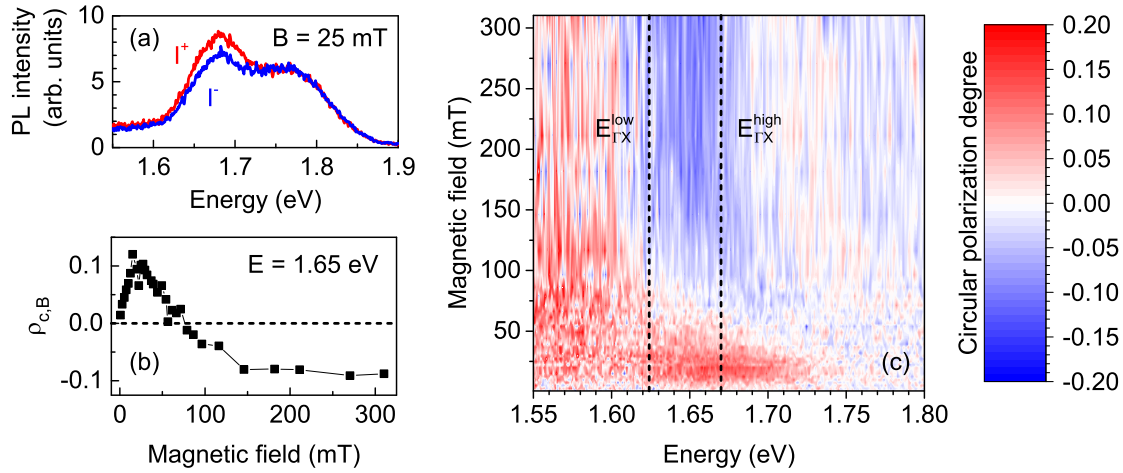 (a)
B = 25 mT
I+
I-
PL intensity
(arb. units)
10
5
0
1.6
1.7
1.8
1.9
Energy (eV)
(b)
E = 1.65 eV
ρc,B
0.1
0.0
-0.1
0
100
200
300
Magnetic field (mT)
(c)
ElowΓX
EhighΓX
Magnetic field (mT)
300
250
200
150
100
50
1.55
1.60
1.65
1.70
1.75
1.80
Energy (eV)
Circular polarization degree
0.20
0.15
0.10
0.05
0.00
-0.05
-0.10
-0.15
-0.20